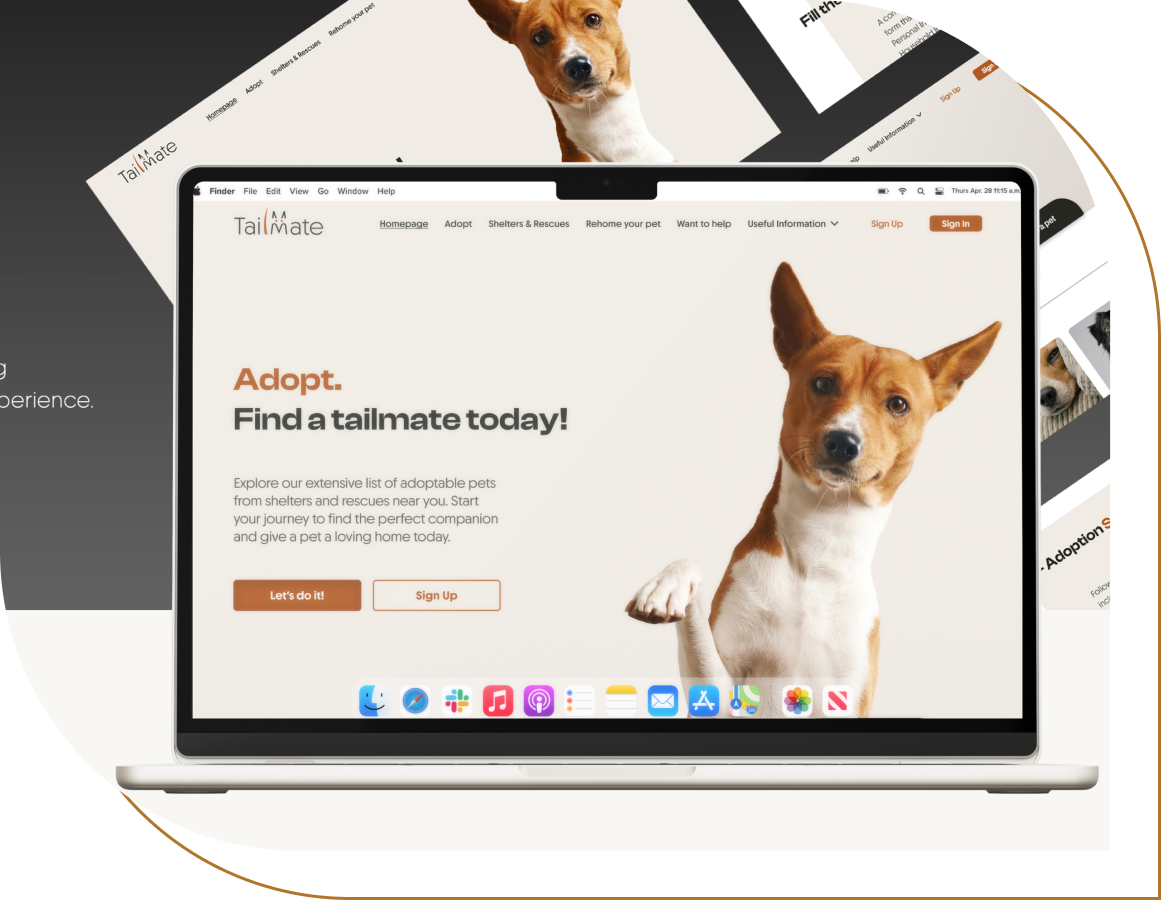 Homepage
Adopt
Shelters & Rescues
Rehome your pet
TailMate
Fill the
A con
form tha
Personal In
Household
Sign Up
Sign
Useful Information
a pet
g
perience.
Finder File Edit View Go Window Help
Thurs Apr. 28 11:15 a.m.
TailMate
Homepage Adopt Shelters & Rescues Rehome your pet Want to help Useful Information Sign Up Sign In
Adopt.
Find a tailmate today!
Explore our extensive list of adoptable pets
from shelters and rescues near you. Start
your journey to find the perfect companion
and give a pet a loving home today.
Let's do it!
Sign Up
- Adoption S
Follow
incl